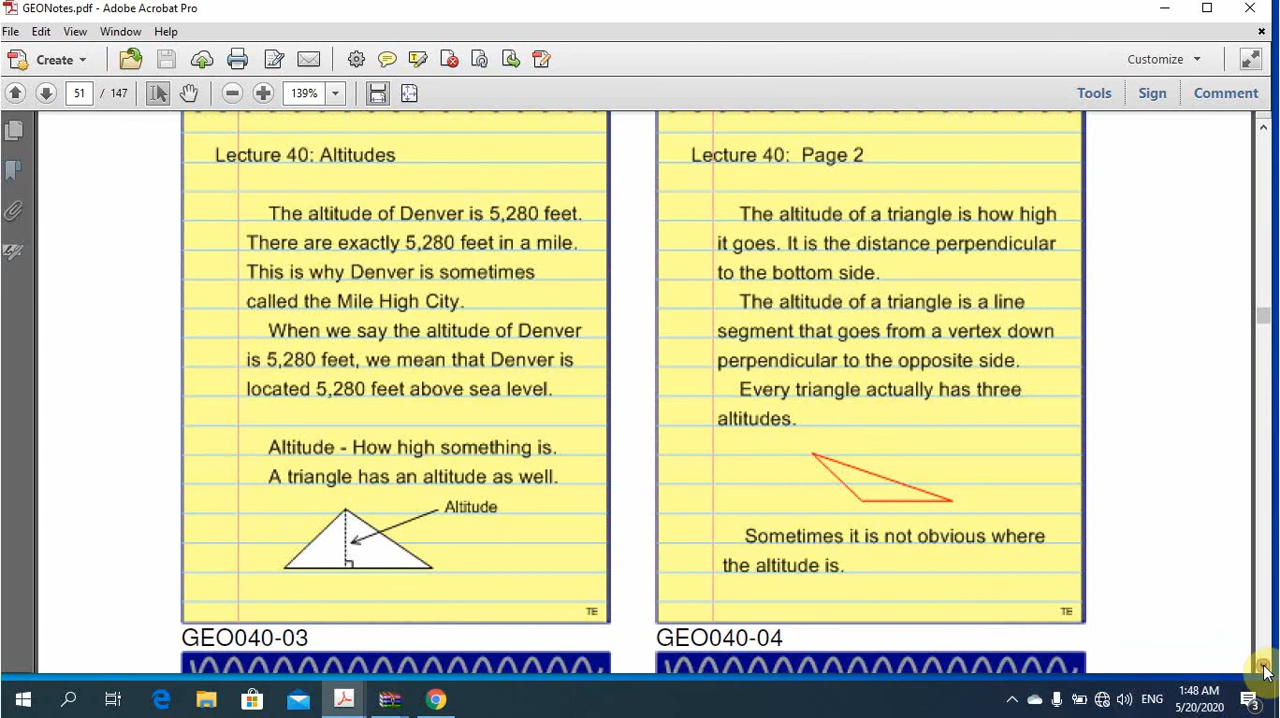 GEONotes.pdf - Adobe Acrobat Pro
File Edit View Window Help
Create
Customize
51 / 147
139%
Tools Sign Comment
Lecture 40: Altitudes
The altitude of Denver is 5,280 feet.
There are exactly 5,280 feet in a mile.
This is why Denver is sometimes
called the Mile High City.
When we say the altitude of Denver
is 5,280 feet, we mean that Denver is
located 5,280 feet above sea level.
Altitude - How high something is.
A triangle has an altitude as well.
Altitude
TE
GEO040-03
Lecture 40: Page 2
The altitude of a triangle is how high
it goes. It is the distance perpendicular
to the bottom side.
The altitude of a triangle is a line
segment that goes from a vertex down
perpendicular to the opposite side.
Every triangle actually has three
altitudes.
Sometimes it is not obvious where
the altitude is.
TE
GEO040-04
ENG
1:48 AM
5/20/2020
3